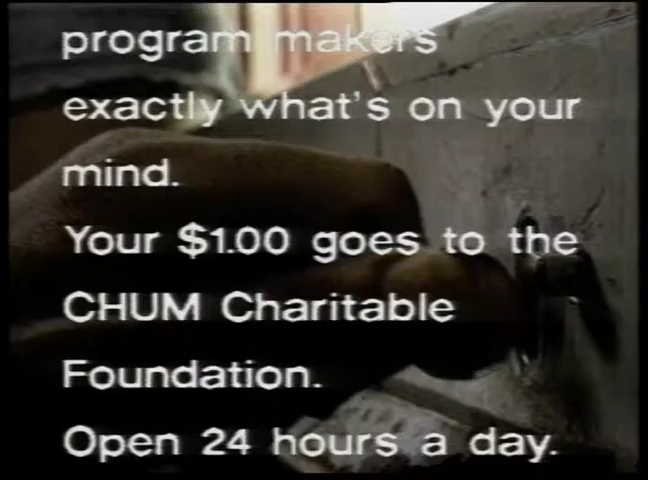 program makers
exactly what's on your
mind.
Your $1.00 goes to the
CHUM Charitable
Foundation.
Open 24 hours a day.